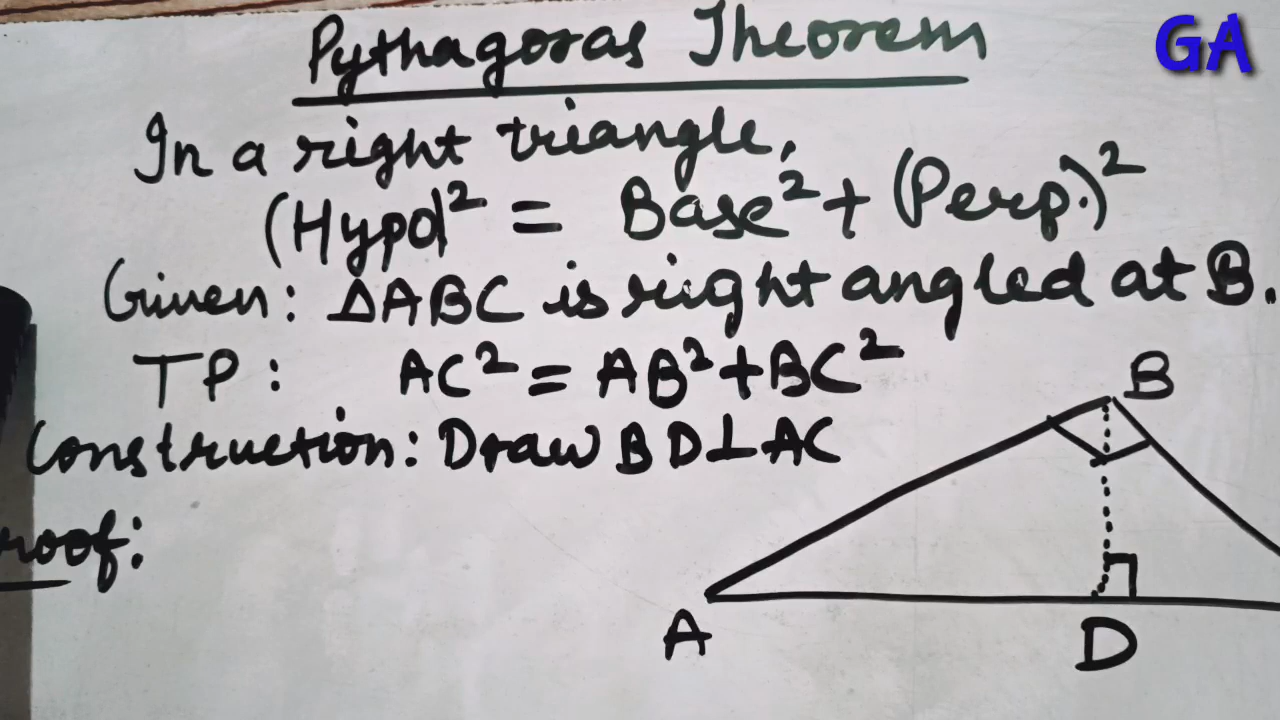 Pythagoras Theorem
GA
In a right triangle,
(Hypo)² = Base² + (Perp.)²
Given: ΔABC is right angled at B.
TP: AC² = AB² + BC²
Construction: Draw BD⊥AC
roof:
B
A
D